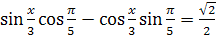 sin x/3 cos π/5 − cos x/3 sin π/5 = √2/2